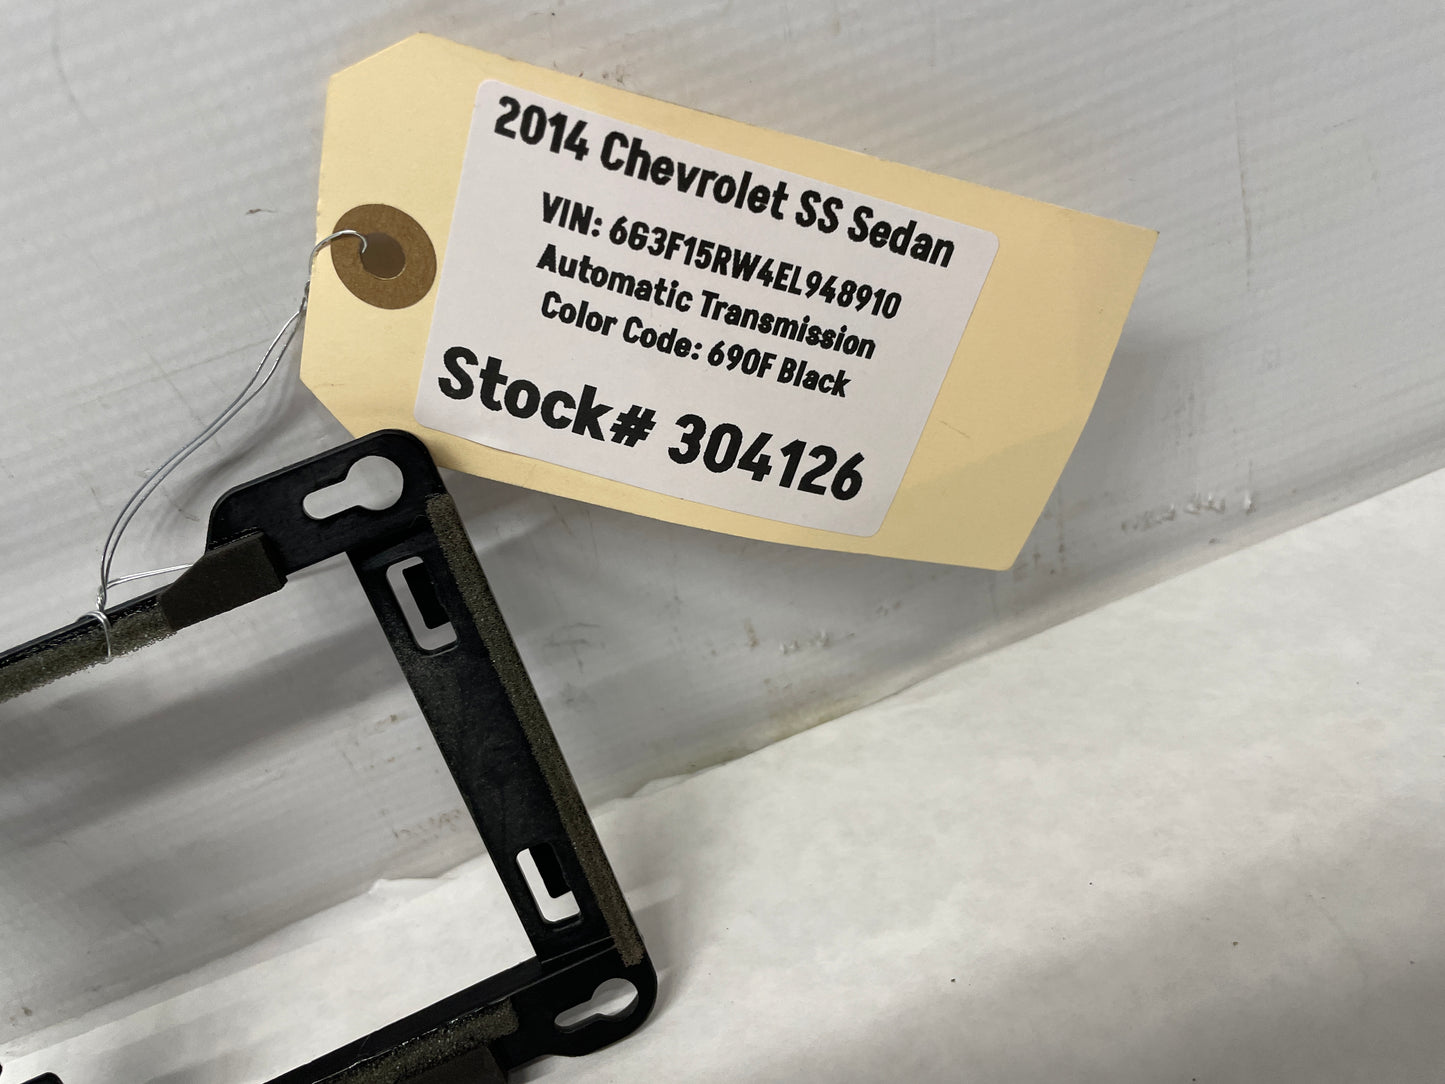 2014 Chevrolet SS Sedan
VIN: 6G3F15RW4EL948910
Automatic Transmission
Color Code: 690F Black
Stock# 304126